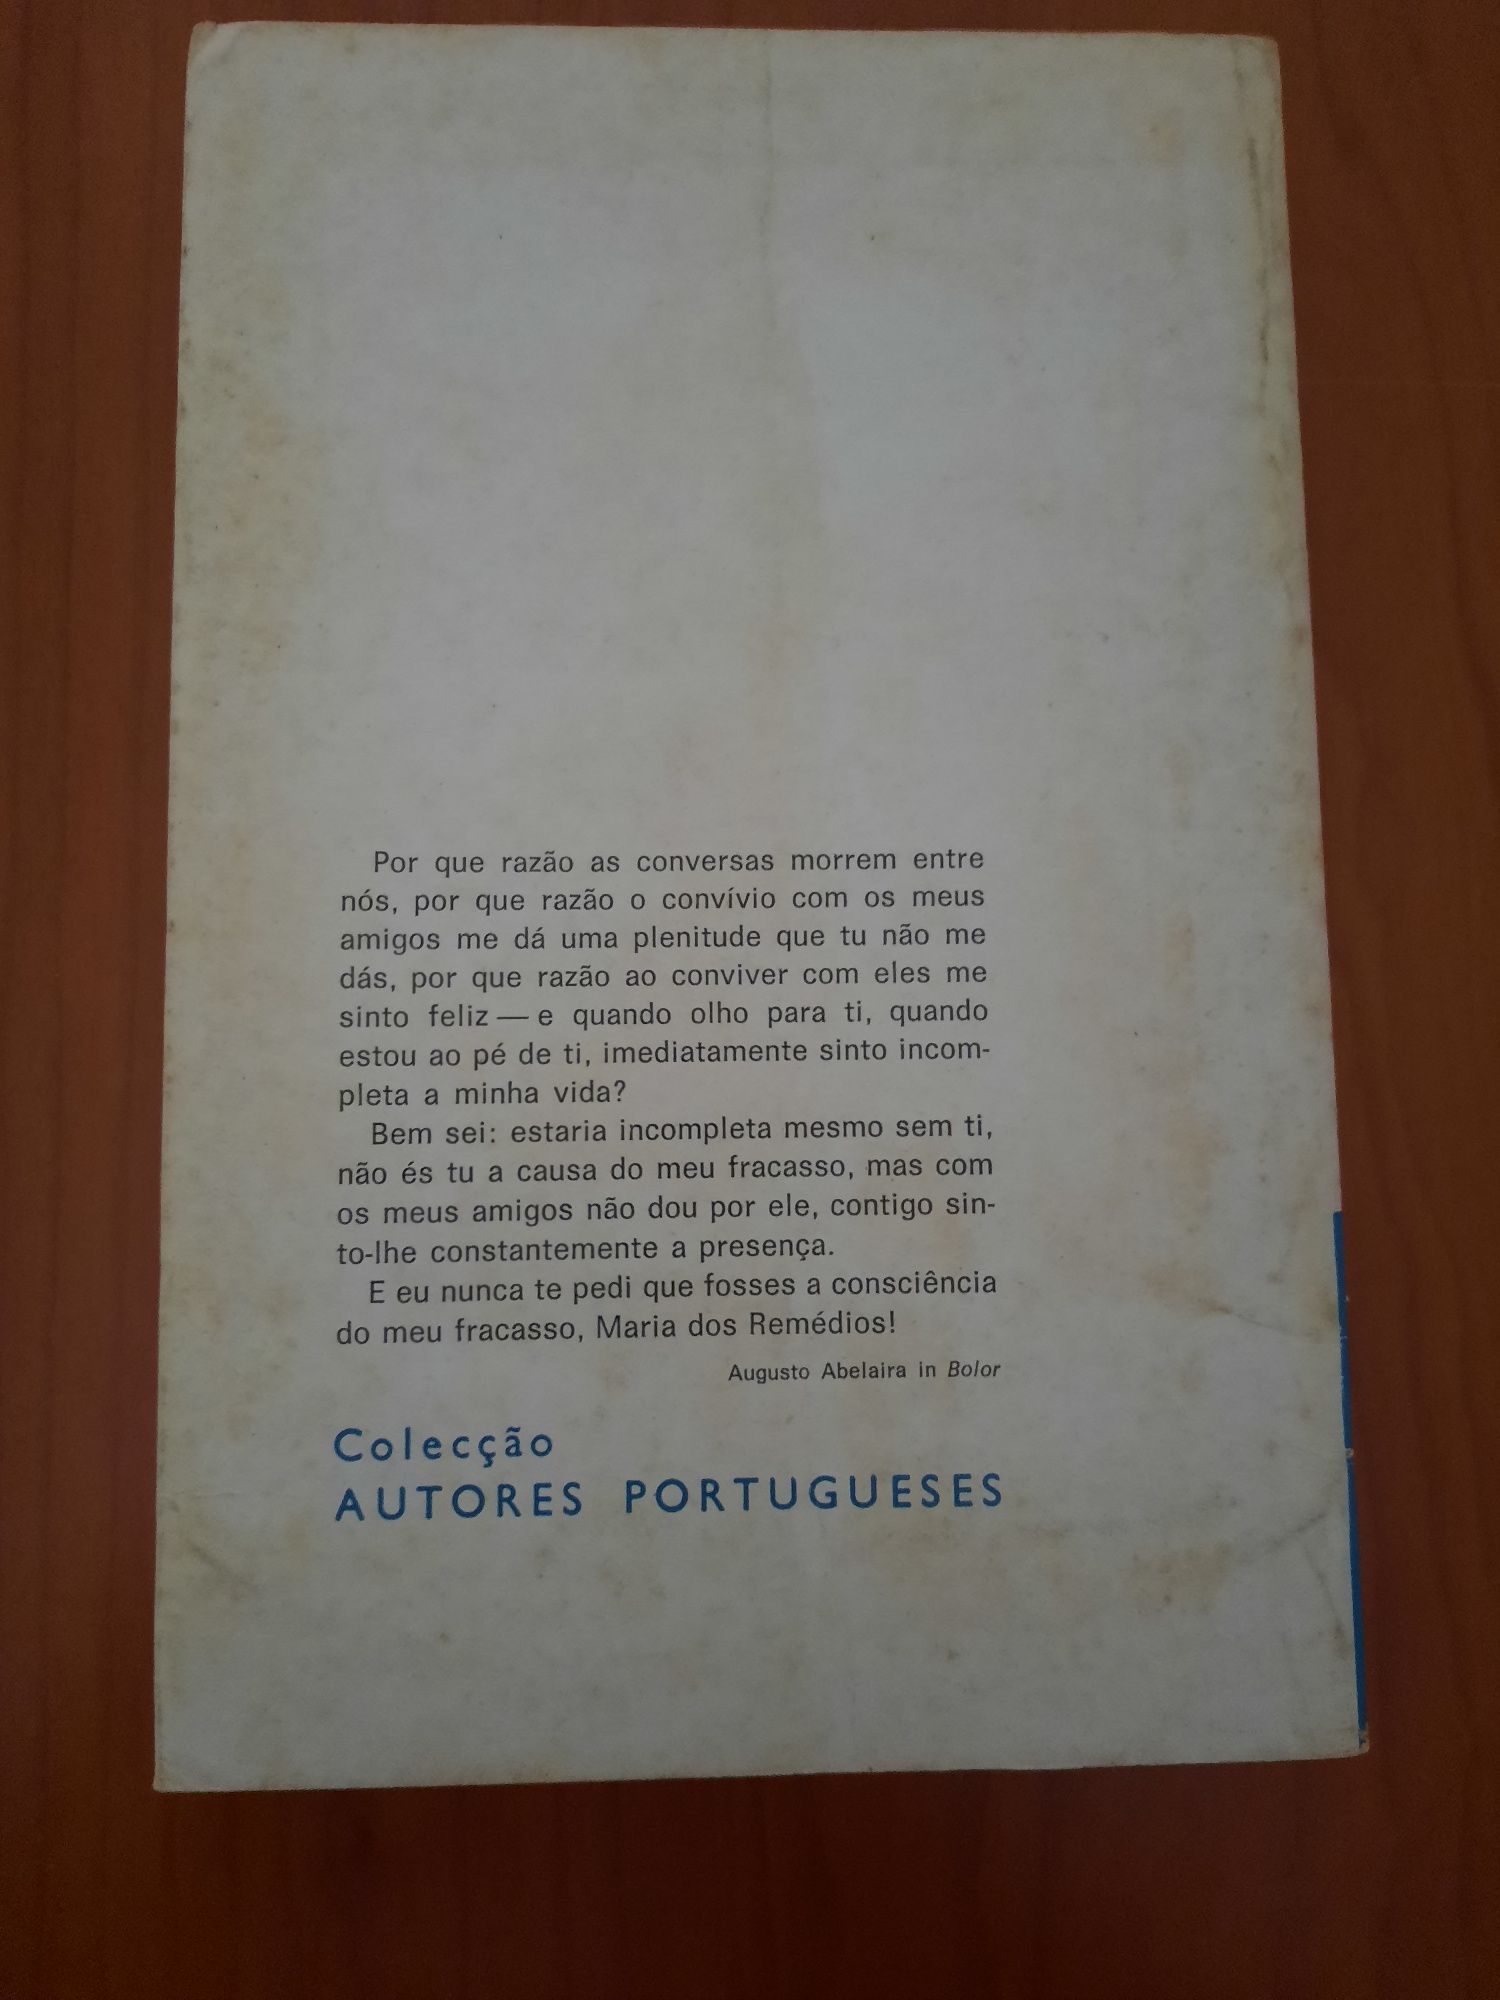 Por que razão as conversas morrem entre
nós, por que razão o convívio com os meus
amigos me dá uma plenitude que tu não me
dás, por que razão ao conviver com eles me
sinto feliz — e quando olho para ti, quando
estou ao pé de ti, imediatamente sinto incom-
pleta a minha vida?
Bem sei: estaria incompleta mesmo sem ti,
não és tu a causa do meu fracasso, mas com
os meus amigos não dou por ele, contigo sin-
to-lhe constantemente a presença.
E eu nunca te pedi que fosses a consciência
do meu fracasso, Maria dos Remédios!
Augusto Abelaira in Bolor
Colecção
AUTORES PORTUGUESES